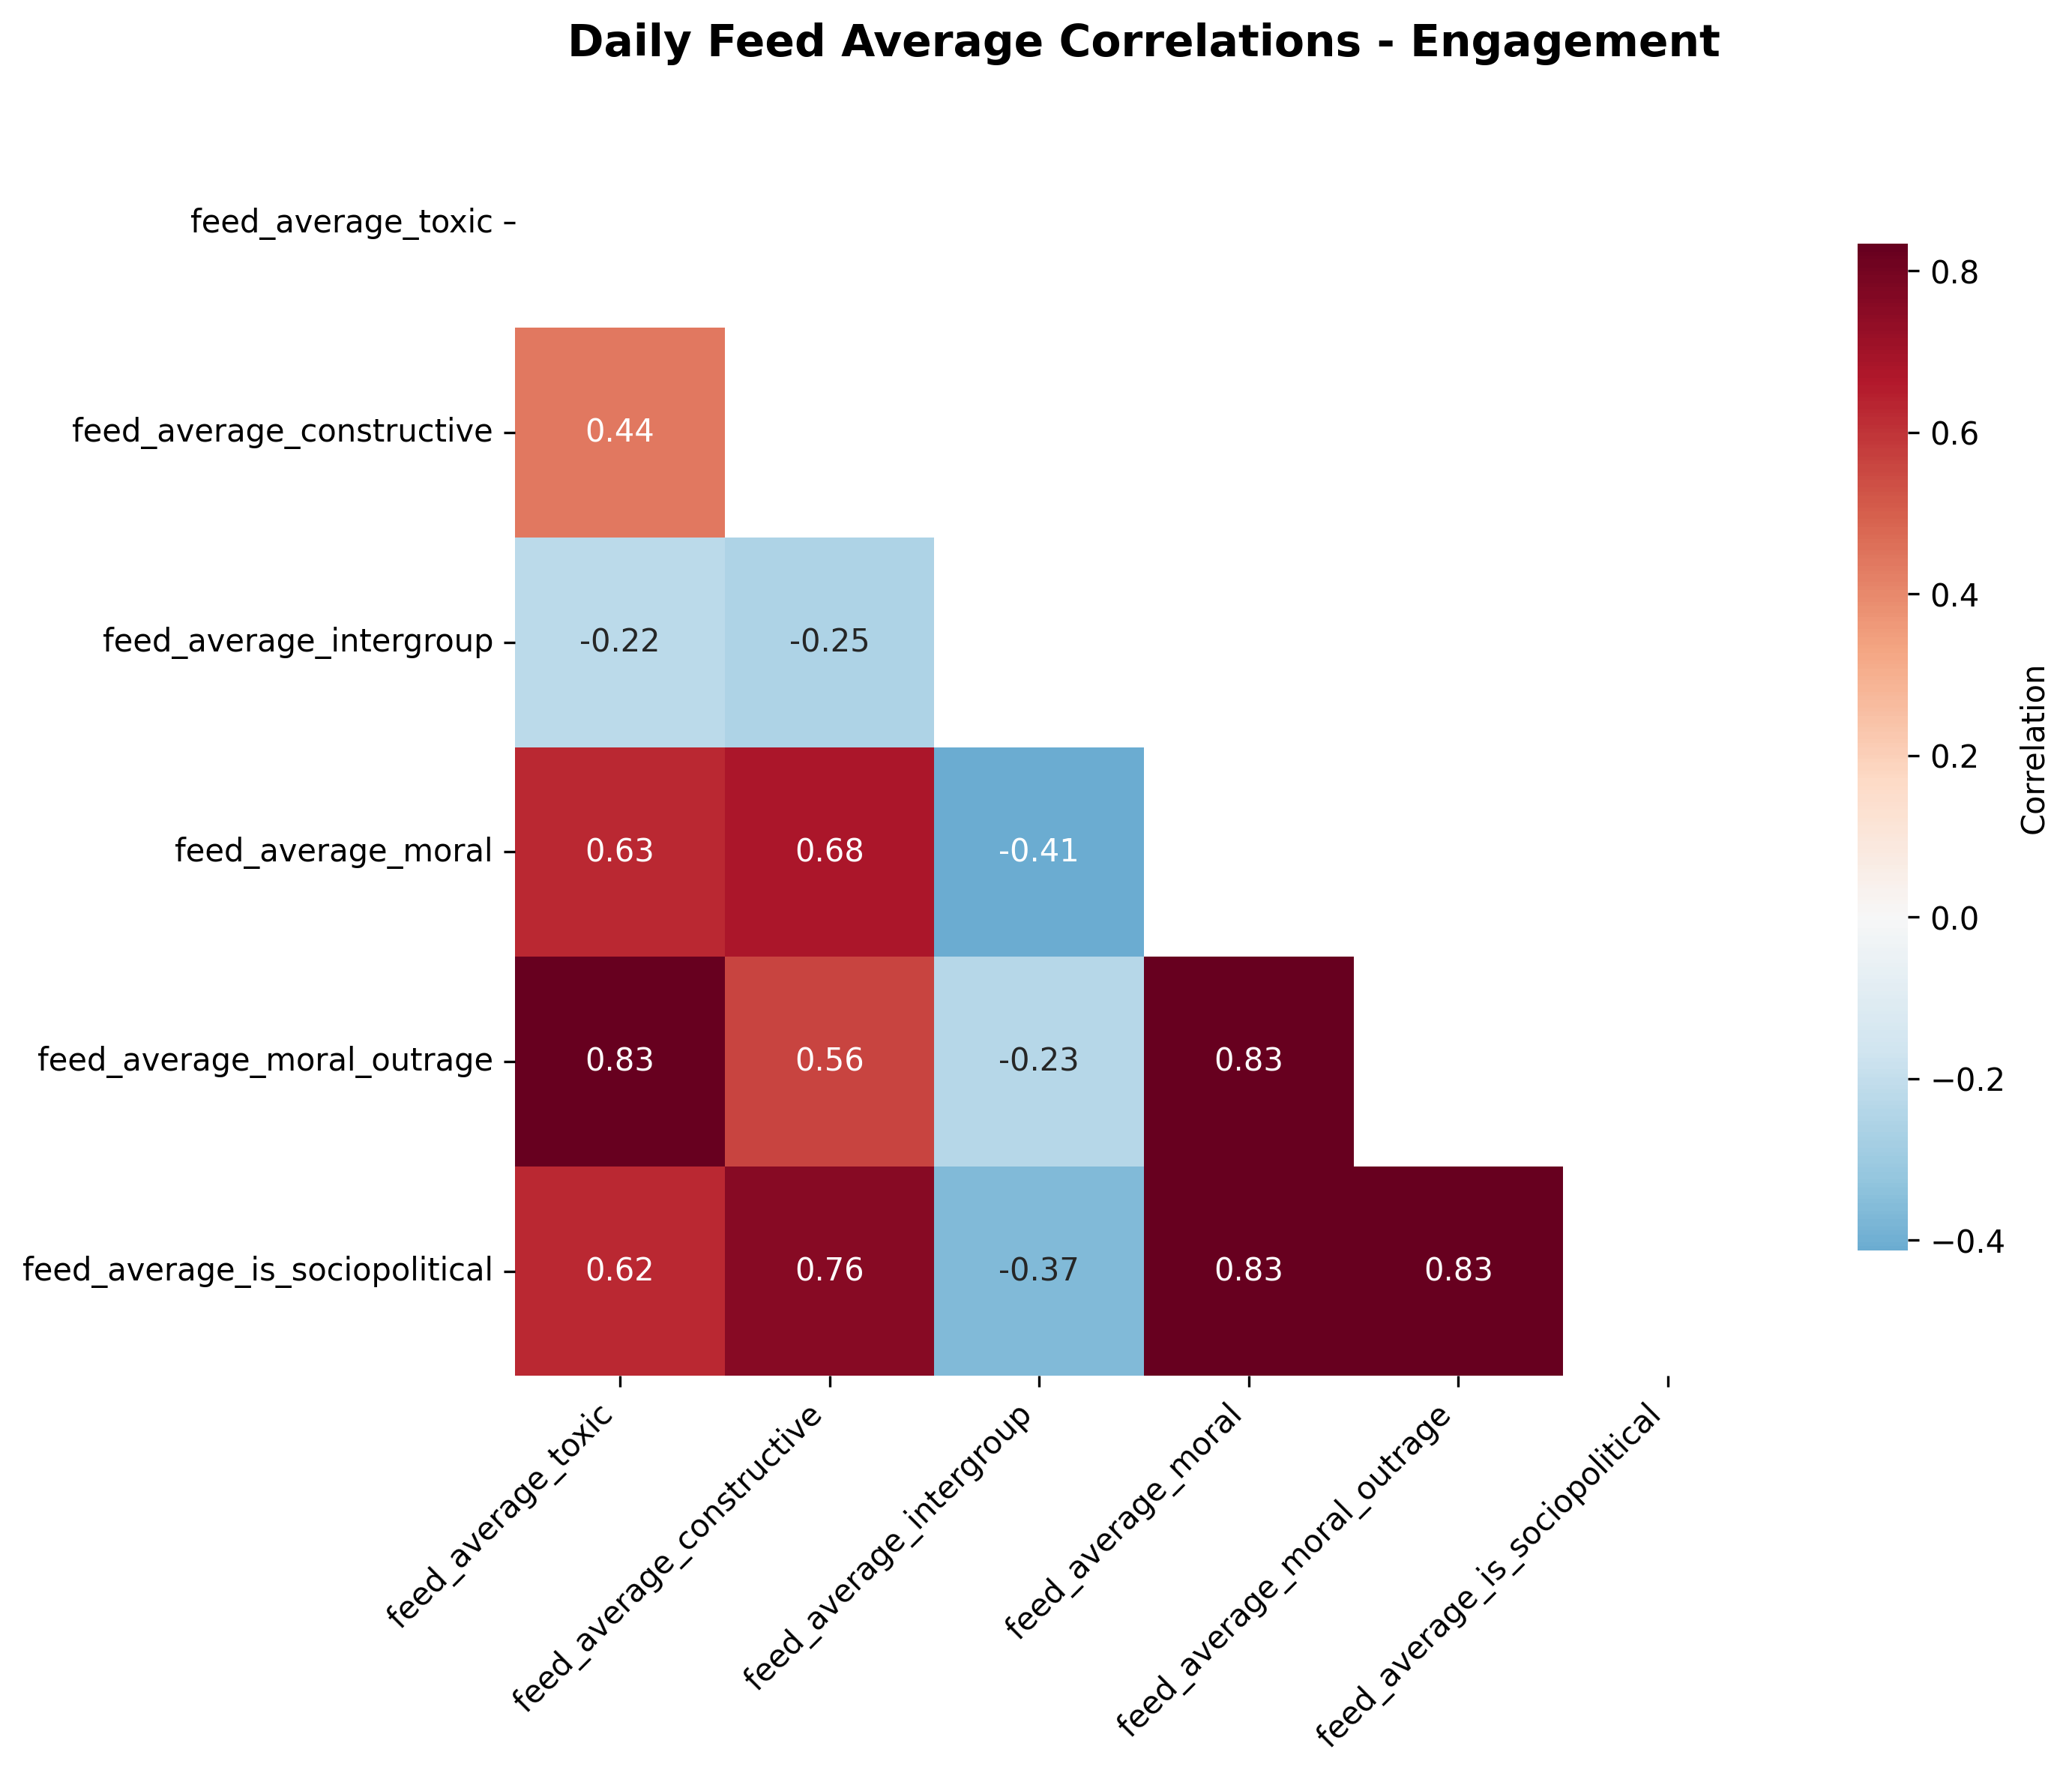 Daily Feed Average Correlations - Engagement
feed_average_toxic
feed_average_constructive
0.44
feed_average_intergroup
-0.22
-0.25
feed_average_moral
0.63
0.68
-0.41
feed_average_moral_outrage
0.83
0.56
-0.23
0.83
feed_average_is_sociopolitical
0.62
0.76
-0.37
0.83
0.83
feed_average_toxic
feed_average_constructive
feed_average_intergroup
feed_average_moral
feed_average_moral_outrage
feed_average_is_sociopolitical
0.8
0.6
0.4
0.2
0.0
−0.2
−0.4
Correlation